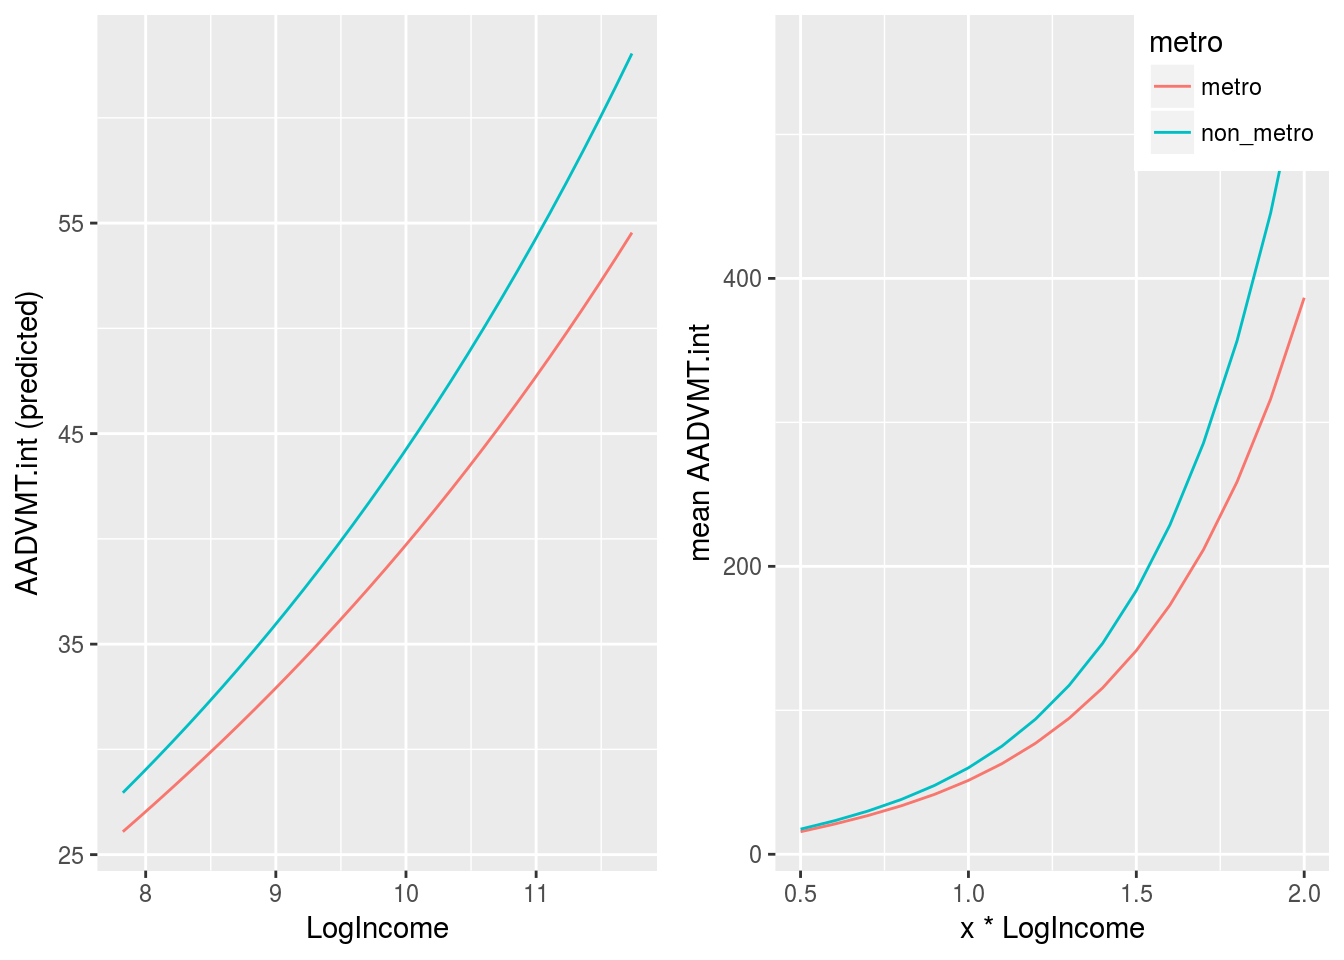 AADVMT.int (predicted)
55
45
35
25
8 9 10 11
LogIncome
mean AADVMT.int
400
200
0
0.5 1.0 1.5 2.0
x * LogIncome
metro
metro
non_metro